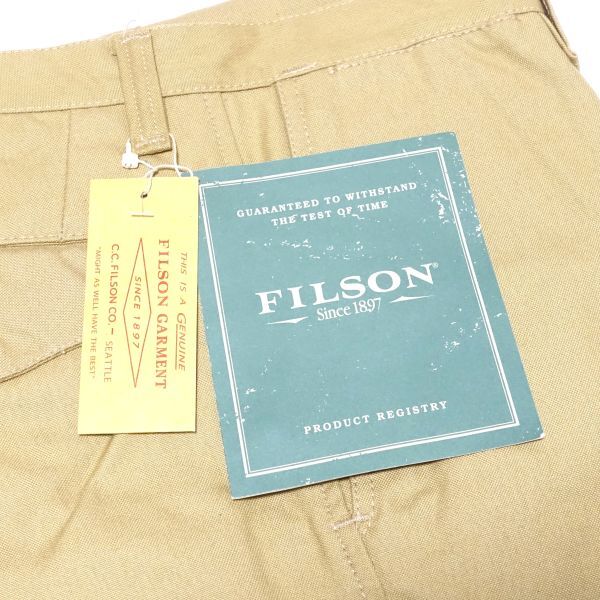 THIS IS A GENUINE
FILSON GARMENT
SINCE 1897
C.C. FILSON CO.– SEATTLE
"MIGHT AS WELL HAVE THE BEST"
GUARANTEED TO WITHSTAND
THE TEST OF TIME
FILSON®
Since 1897
PRODUCT REGISTRY